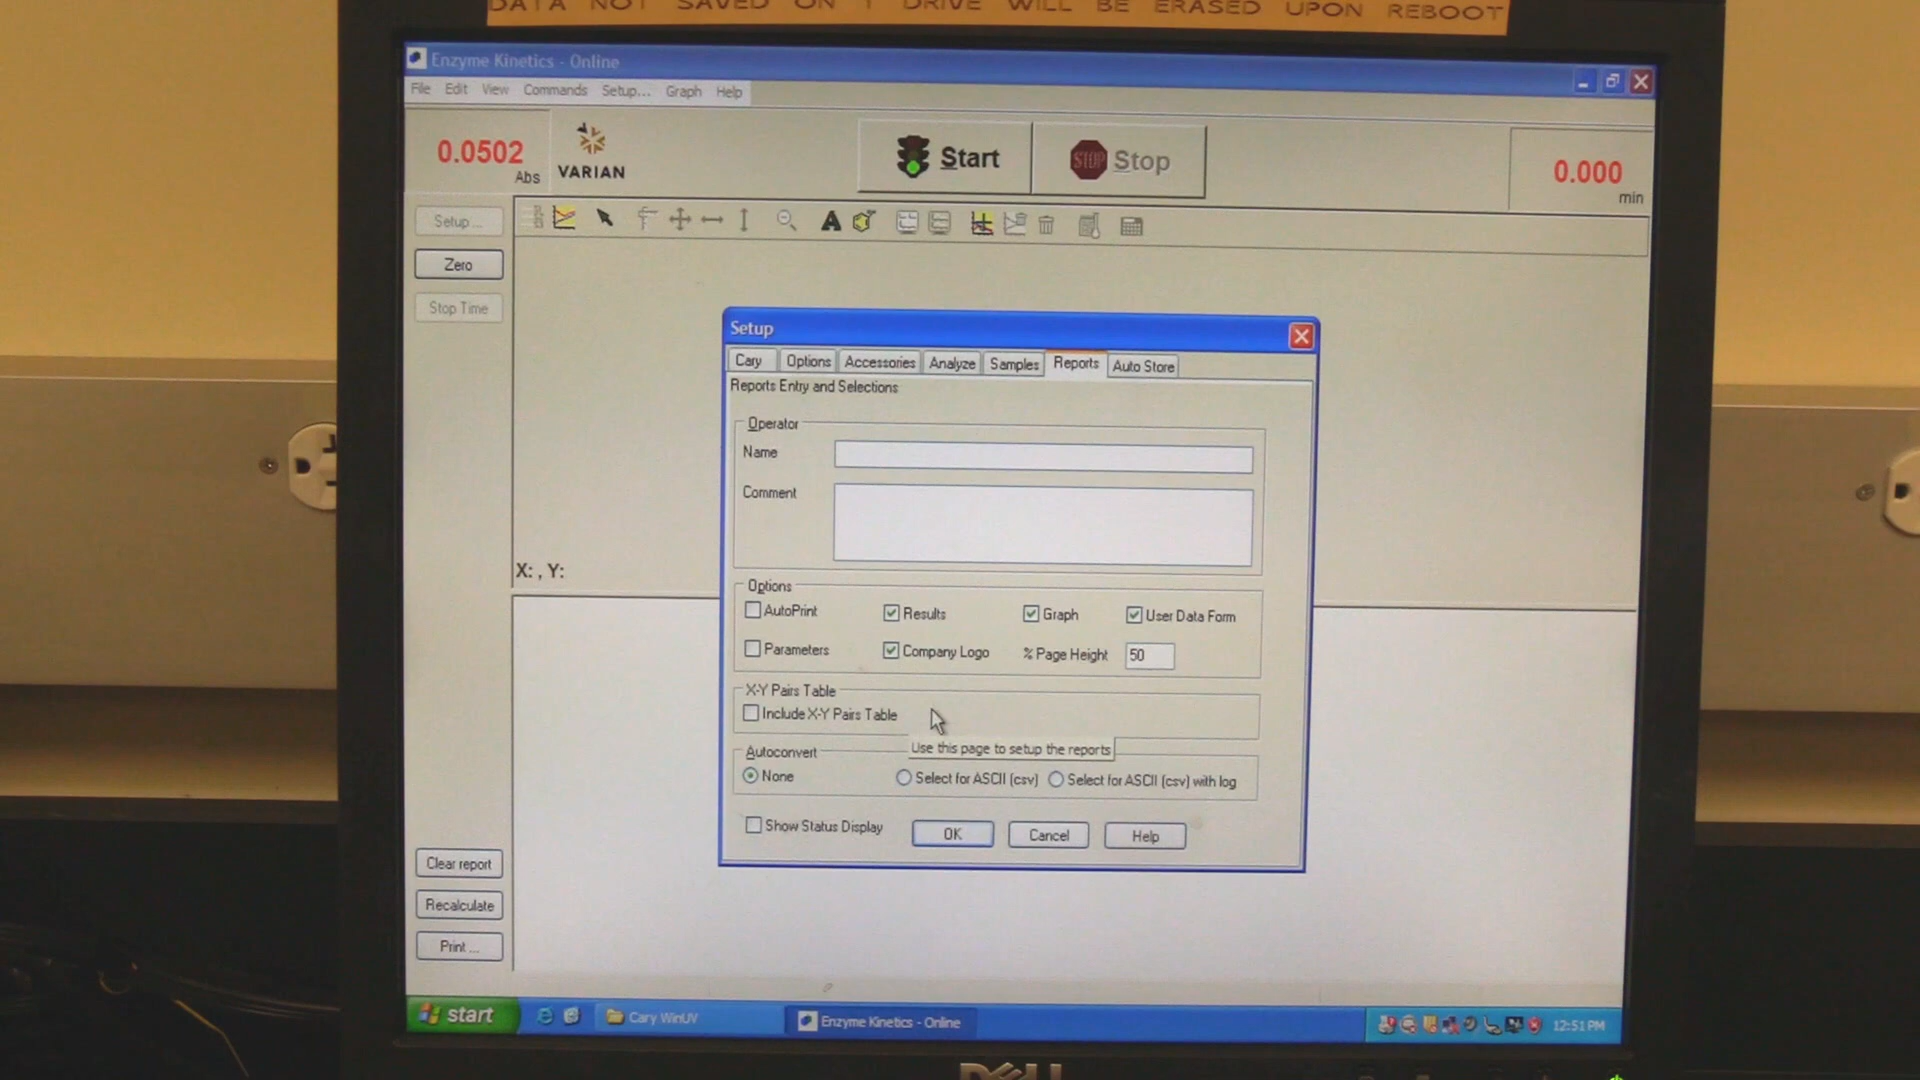 DATA NOT SAVED ON Y DRIVE WILL BE ERASED UPON REBOOT
Enzyme Kinetics - Online
File Edit View Commands Setup... Graph Help
0.0502
Abs
VARIAN
Start
STOP Stop
0.000
min
Setup ...
Zero
Stop Time
X: , Y:
Setup
Cary Options Accessories Analyze Samples Reports Auto Store
Reports Entry and Selections
Operator
Name
Comment
Options
AutoPrint Results Graph User Data Form
Parameters Company Logo % Page Height 50
X-Y Pairs Table
Include X-Y Pairs Table
Use this page to setup the reports
Autoconvert
None Select for ASCII (csv) Select for ASCII (csv) with log
Show Status Display OK Cancel Help
Clear report
Recalculate
Print ...
start Cary WinUV Enzyme Kinetics - Online 12:51 PM
DELL